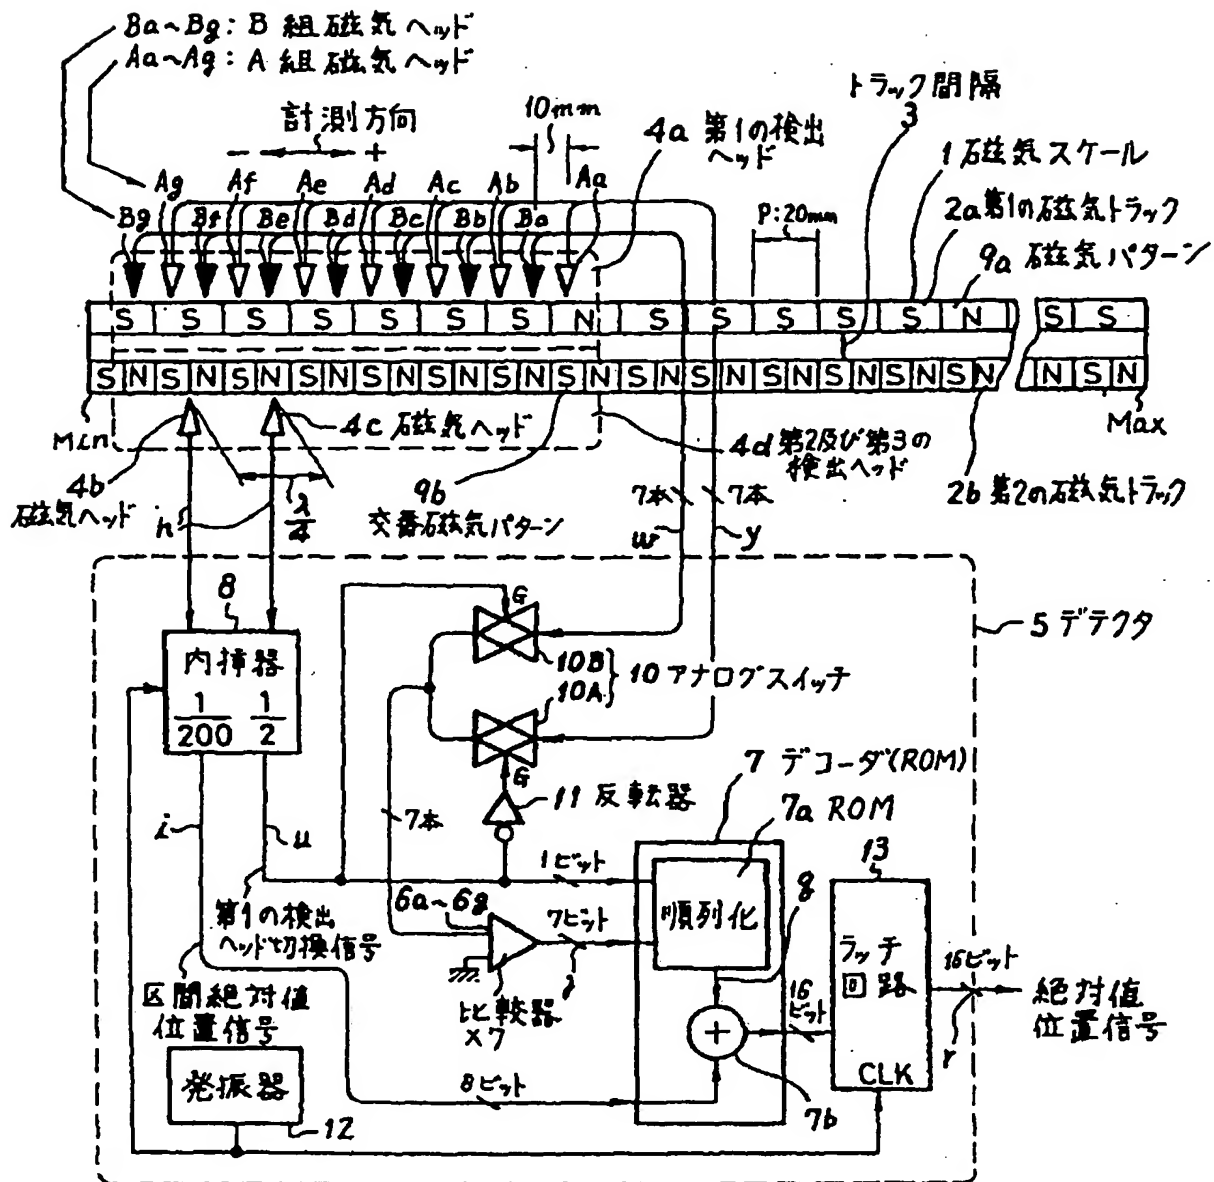 Ba~Bg: B 組磁気ヘッド
Aa~Ag: A 組磁気ヘッド
計測方向
- +
10mm
4a 第1の検出
ヘッド
トラック間隔
3
1 磁気スケール
2a 第1の磁気トラック
9a 磁気パターン
P:20mm
Ag Af Ae Ad Ac Ab Aa
Bg Bf Be Bd Bc Bb Ba
S S S S S S S N S S S S S N S S
S N S N S N S N S N S N S N S N S N S N S N S N S N S N N S N
Min
Max
4b
磁気ヘッド
4c 磁気ヘッド
λ/4
h
9b
交番磁気パターン
4d 第2及び第3の
検出ヘッド
2b 第2の磁気トラック
7本 7本
w y
5 デテクタ
8
内挿器
1/200 1/2
G
10B
10A
10 アナログスイッチ
G
11 反転器
7本
i
u
第1の検出
ヘッド切換信号
区間絶対値
位置信号
6a~6g
比較器
×7
j
1ビット
7ビット
7 デコーダ(ROM)
7a ROM
順列化
g
+
7b
8ビット
16
ビット
13
ラッチ
回路
CLK
16ビット
r
絶対値
位置信号
発振器
12